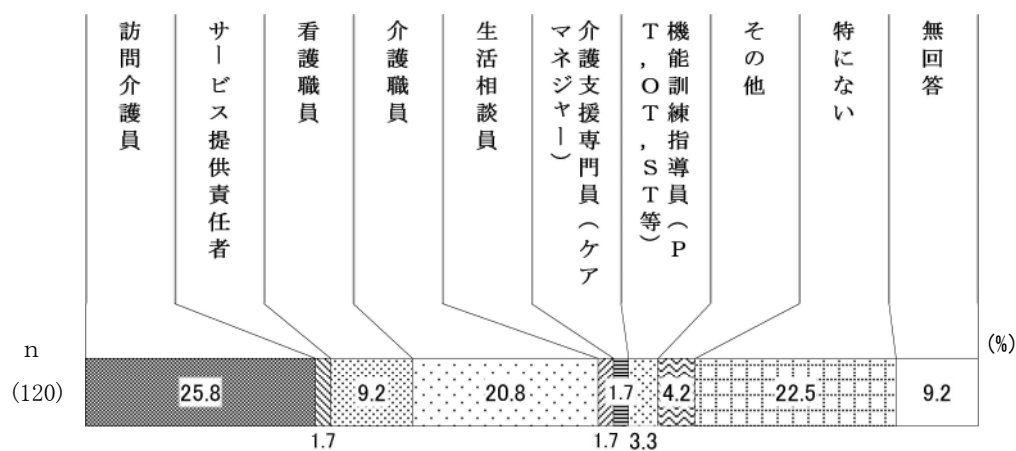 訪問介護員
サービス提供責任者
看護職員
介護職員
生活相談員
介護支援専門員（ケア
マネジャー）
機能訓練指導員（P
T,OT,ST等）
その他
特にない
無回答
(%)
n
(120)
25.8
9.2
20.8
1.7
4.2
22.5
9.2
1.7
1.7
3.3